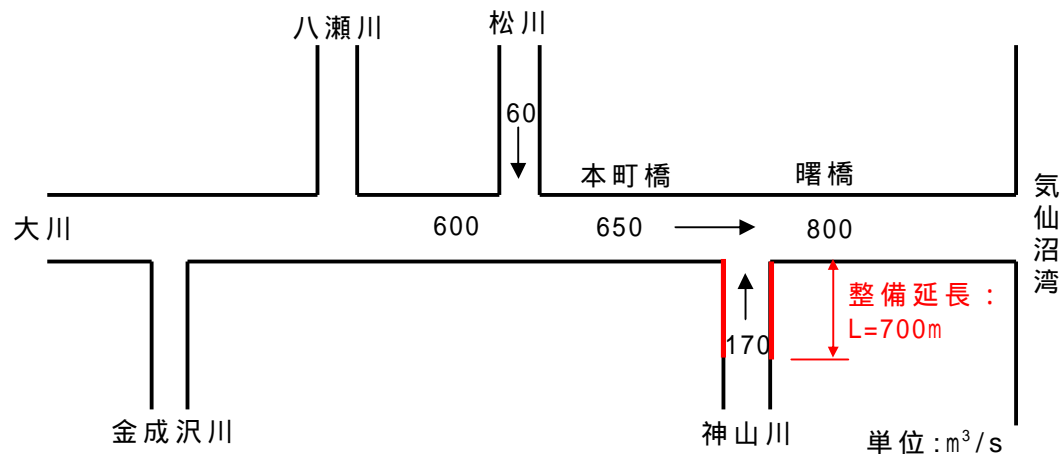 八瀬川
松川
60
本町橋
曙橋
大川
600
650
800
気仙沼湾
整備延長:
L=700m
170
金成沢川
神山川
単位:m³/s